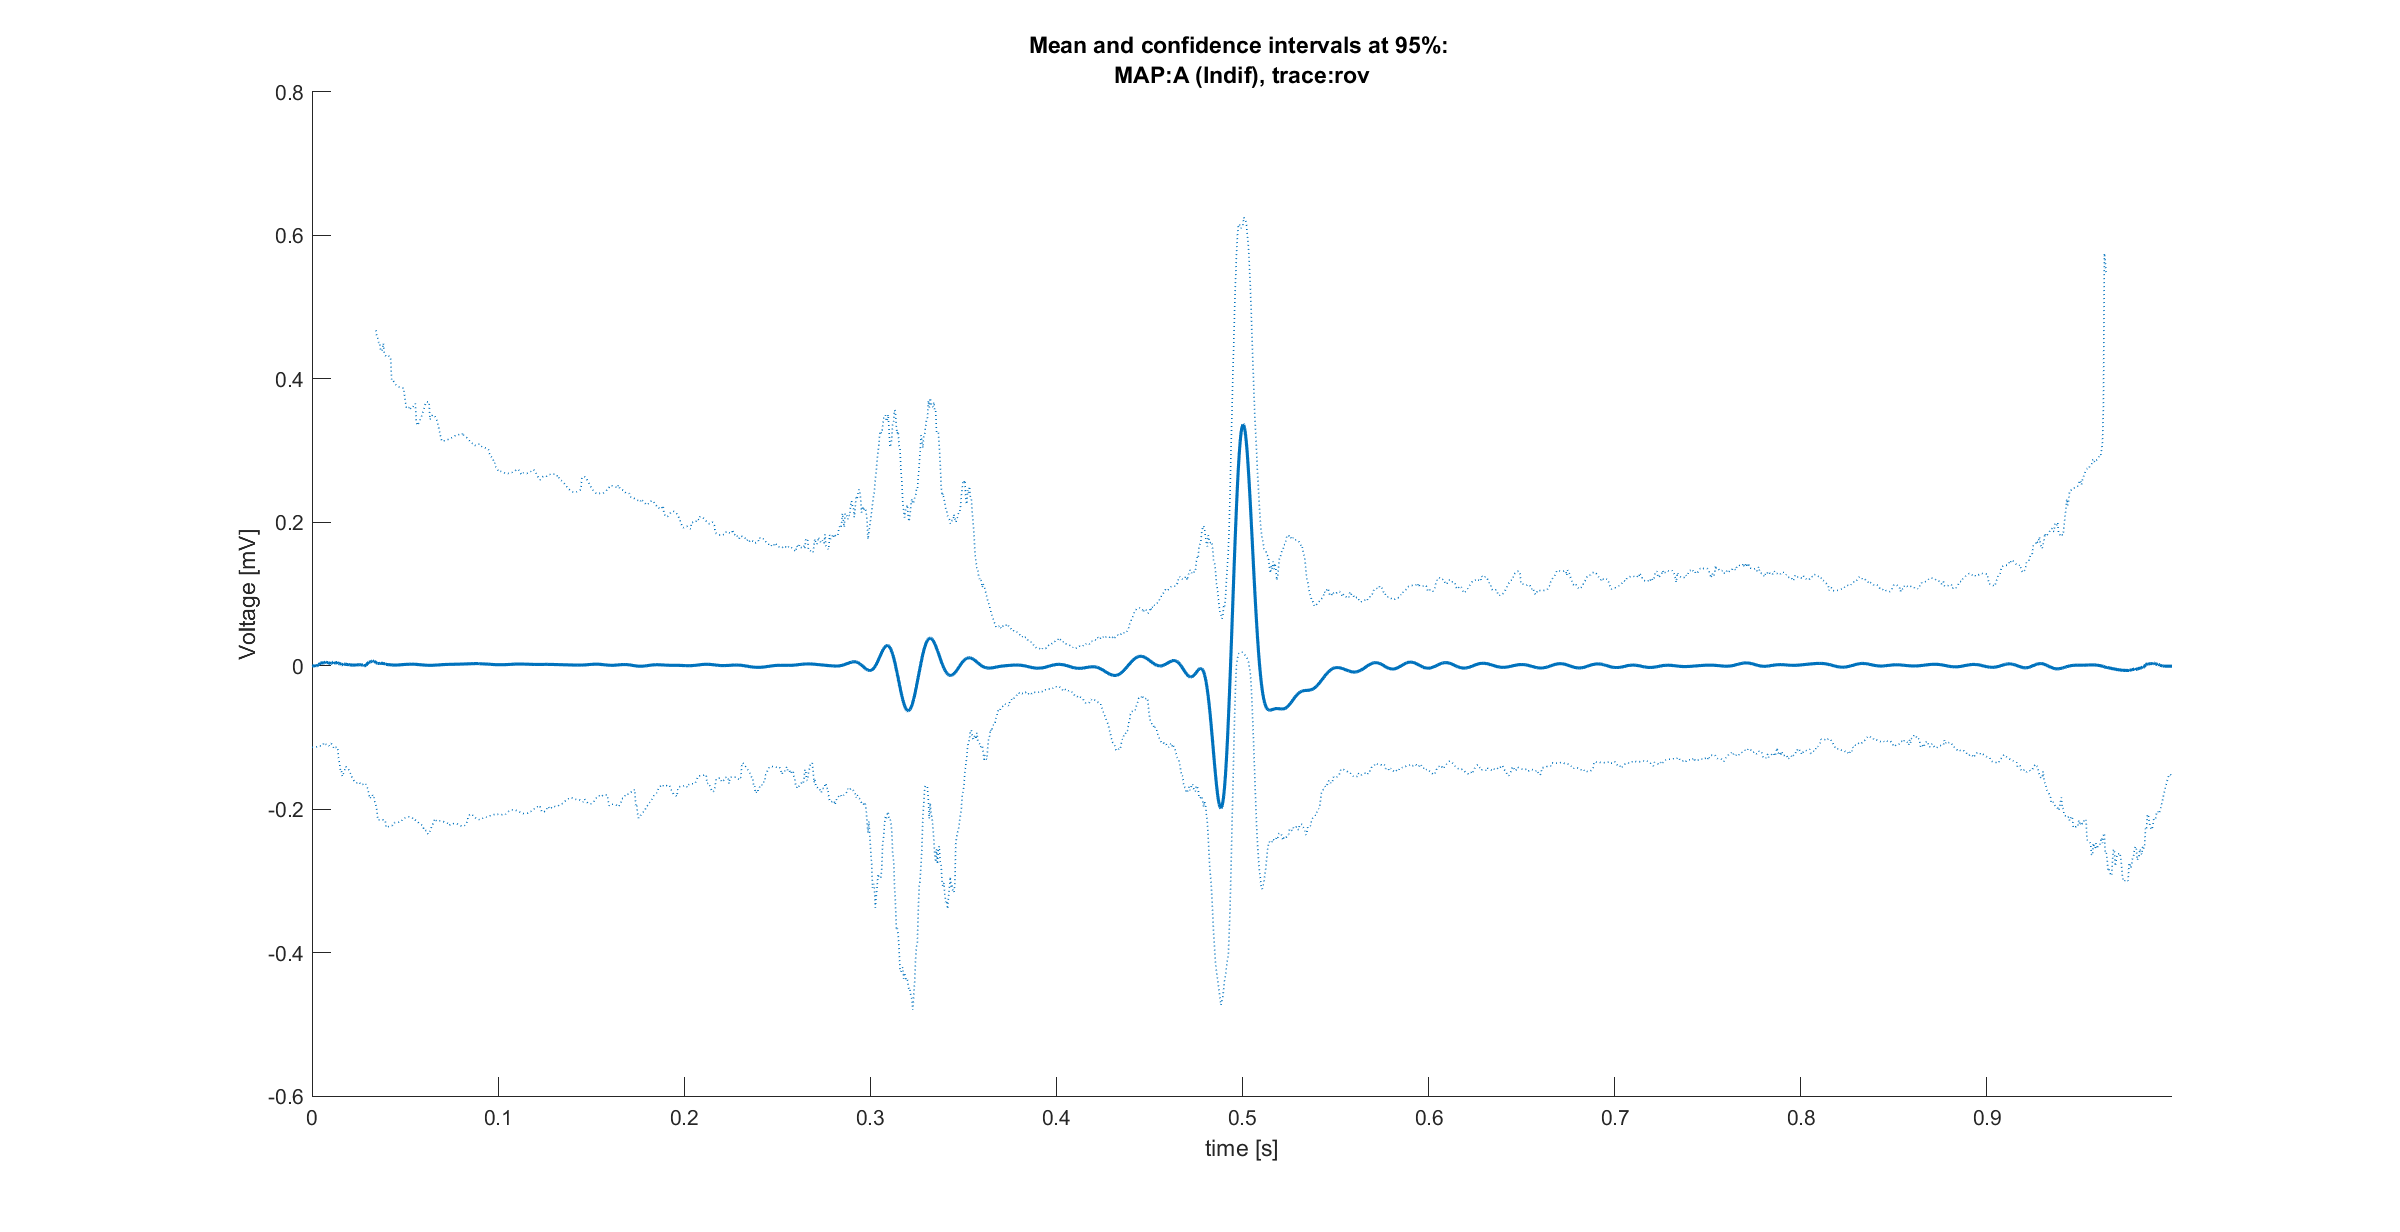 Mean and confidence intervals at 95%:
MAP:A (Indif), trace:rov
0.8
0.6
0.4
0.2
0
-0.2
-0.4
-0.6
Voltage [mV]
0 0.1 0.2 0.3 0.4 0.5 0.6 0.7 0.8 0.9
time [s]